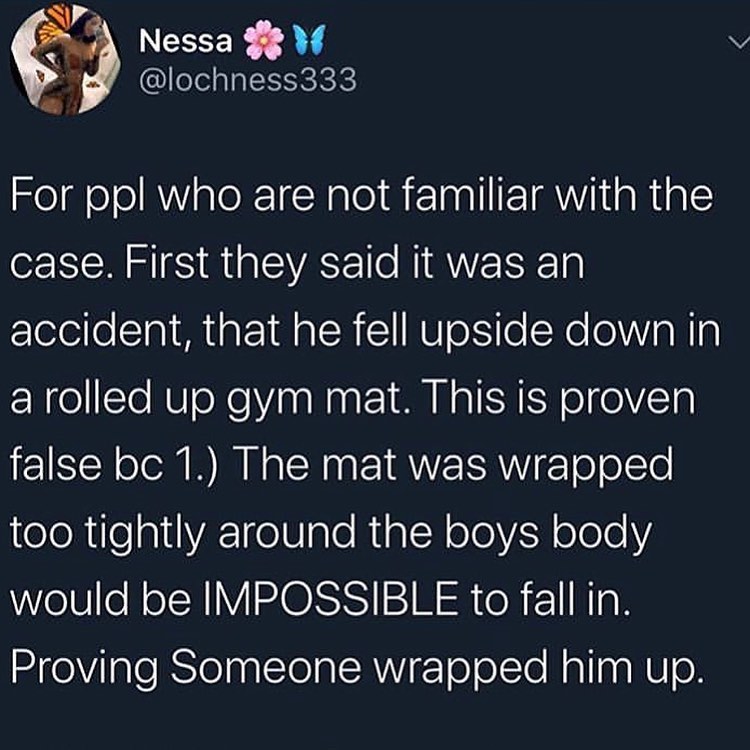 Nessa 🌸🦋
@lochness333
For ppl who are not familiar with the
case. First they said it was an
accident, that he fell upside down in
a rolled up gym mat. This is proven
false bc 1.) The mat was wrapped
too tightly around the boys body
would be IMPOSSIBLE to fall in.
Proving Someone wrapped him up.